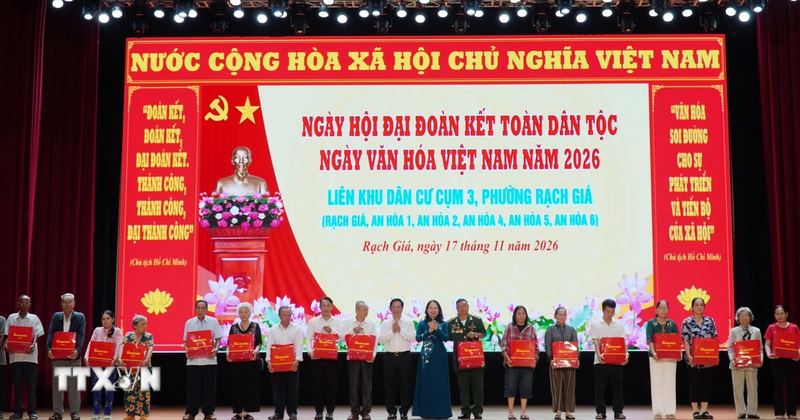 NƯỚC CỘNG HÒA XÃ HỘI CHỦ NGHĨA VIỆT NAM
"ĐOÀN KẾT,
ĐOÀN KẾT,
ĐẠI ĐOÀN KẾT.
THÀNH CÔNG,
THÀNH CÔNG,
ĐẠI THÀNH CÔNG"
(Chủ tịch Hồ Chí Minh)
NGÀY HỘI ĐẠI ĐOÀN KẾT TOÀN DÂN TỘC
NGÀY VĂN HÓA VIỆT NAM NĂM 2026
LIÊN KHU DÂN CƯ CỤM 3, PHƯỜNG RẠCH GIÁ
(RẠCH GIÁ, AN HÒA 1, AN HÒA 2, AN HÒA 4, AN HÒA 5, AN HÒA 6)
Rạch Giá, ngày 17 tháng 11 năm 2026
"VĂN HÓA
SOI ĐƯỜNG
CHO SỰ
PHÁT TRIỂN
VÀ TIẾN BỘ
CỦA XÃ HỘI"
(Chủ tịch Hồ Chí Minh)
TTXVN